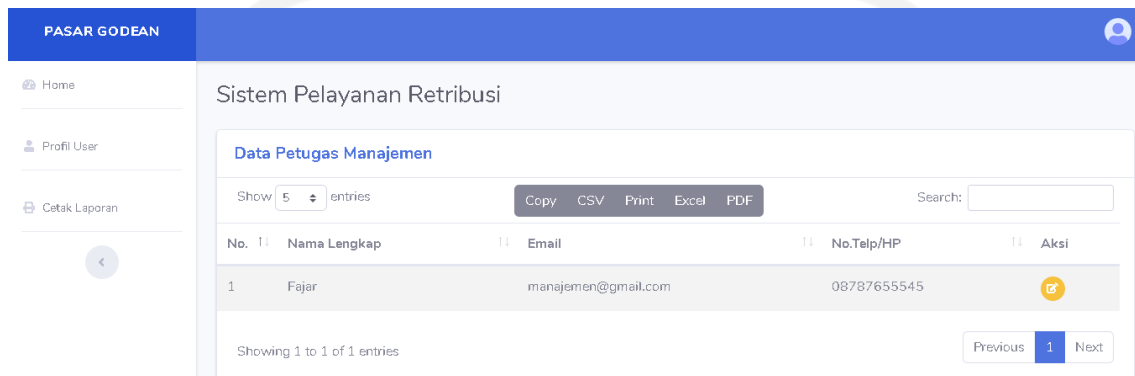 PASAR GODEAN
Home
Profil User
Cetak Laporan
Sistem Pelayanan Retribusi
Data Petugas Manajemen
Show 5 entries
Copy CSV Print Excel PDF
Search:
No. Nama Lengkap Email No.Telp/HP Aksi
1 Fajar manajemen@gmail.com 08787655545
Showing 1 to 1 of 1 entries
Previous 1 Next